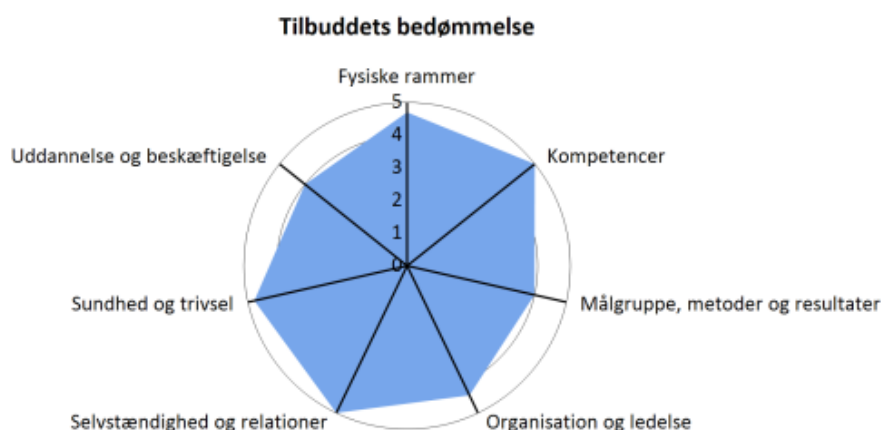 Tilbuddets bedømmelse
Fysiske rammer
5
4
3
2
1
0
Uddannelse og beskæftigelse
Kompetencer
Sundhed og trivsel
Målgruppe, metoder og resultater
Selvstændighed og relationer
Organisation og ledelse